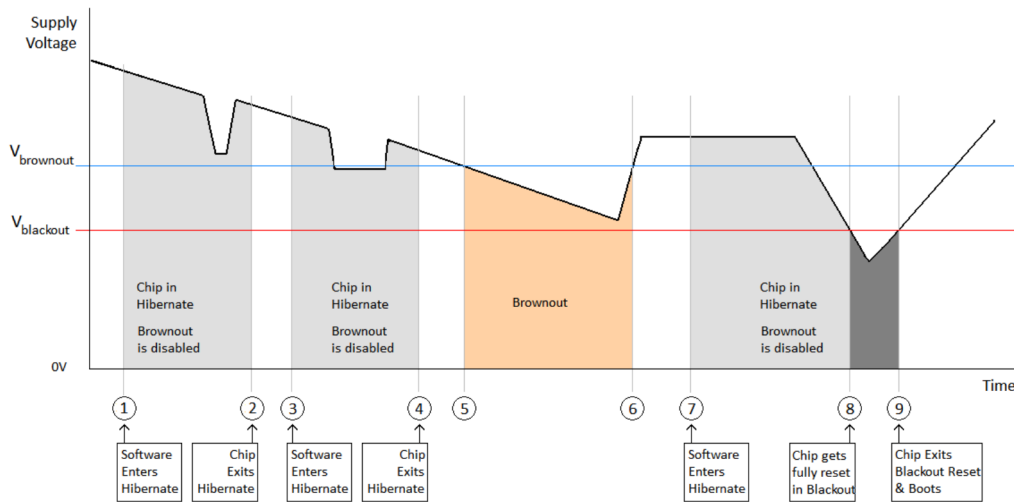 Supply
Voltage
Vbrownout
Vblackout
0V
Chip in
Hibernate
Brownout
is disabled
Chip in
Hibernate
Brownout
is disabled
Brownout
Chip in
Hibernate
Brownout
is disabled
Time
1 2 3 4 5 6 7 8 9
Software
Enters
Hibernate
Chip
Exits
Hibernate
Software
Enters
Hibernate
Chip
Exits
Hibernate
Software
Enters
Hibernate
Chip gets
fully reset
in Blackout
Chip Exits
Blackout Reset
& Boots